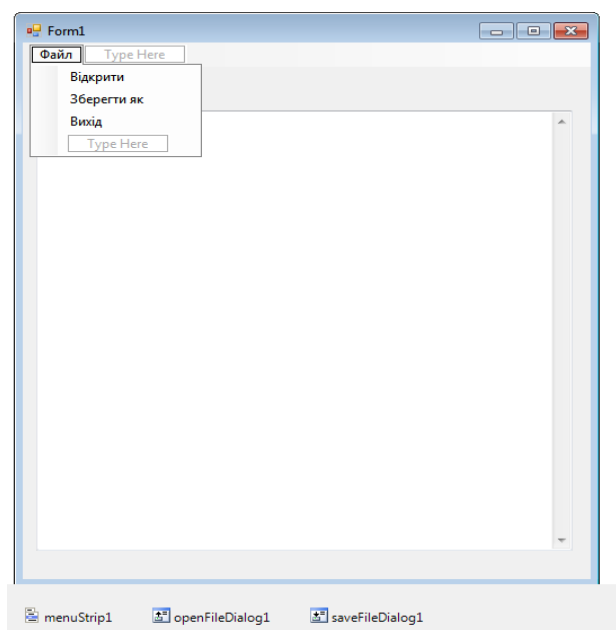 Form1
Файл Type Here
Відкрити
Зберегти як
Вихід
Type Here
menuStrip1 openFileDialog1 saveFileDialog1